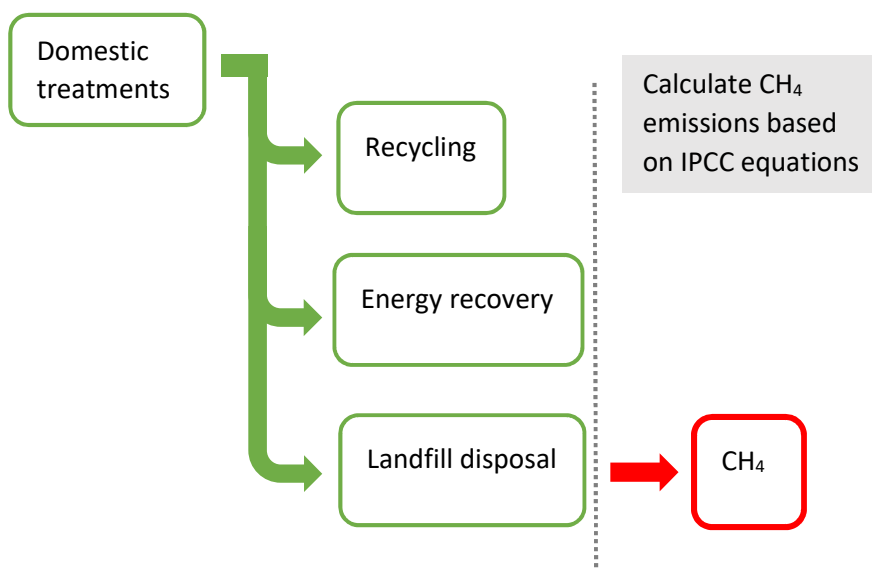 Domestic
treatments
Calculate CH₄
emissions based
on IPCC equations
Recycling
Energy recovery
Landfill disposal
CH₄